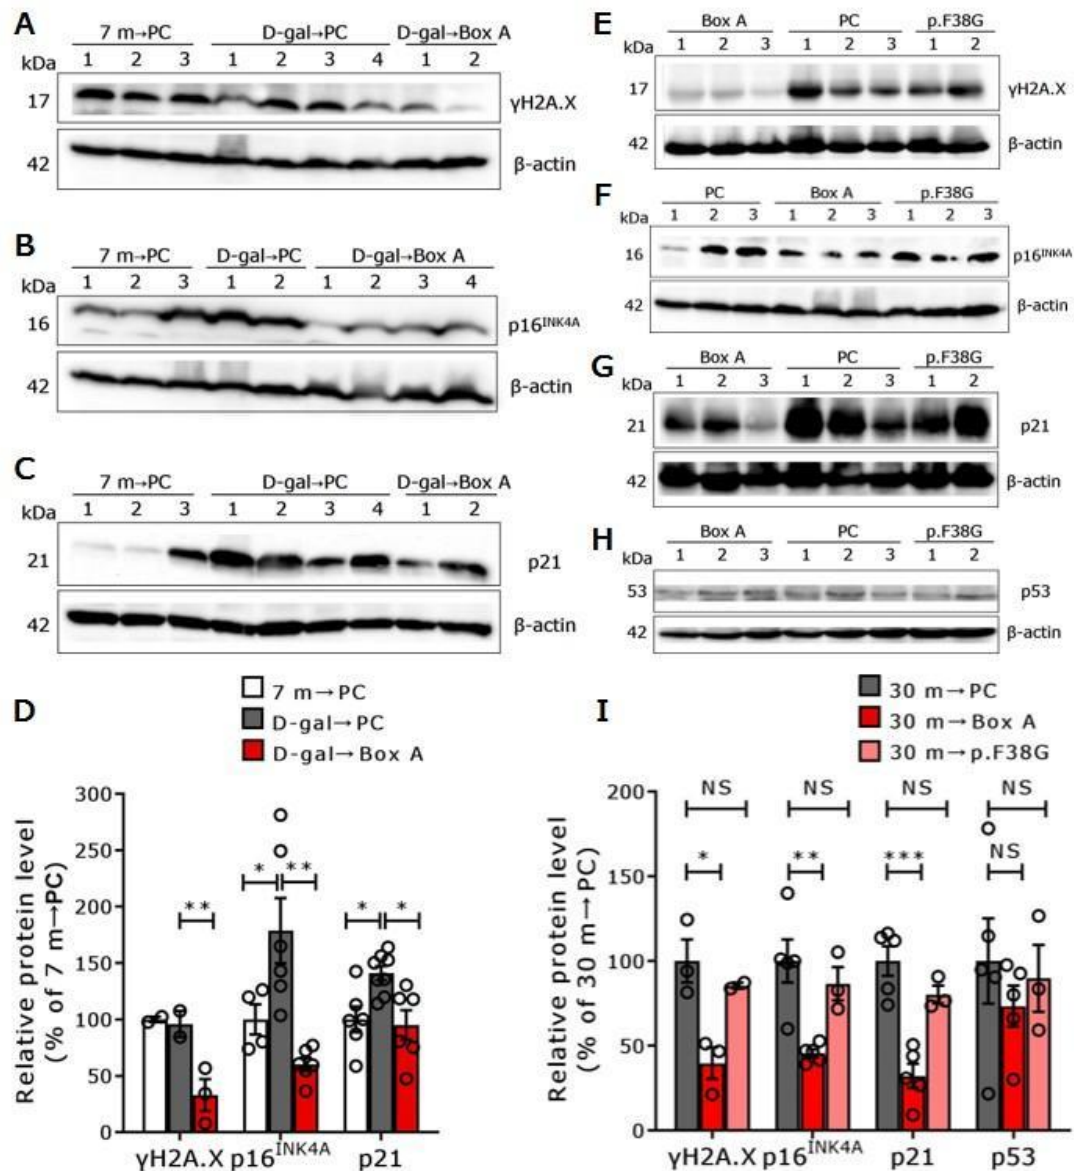 A
7 m→PC D-gal→PC D-gal→Box A
kDa 1 2 3 1 2 3 4 1 2
17 γH2A.X
42 β-actin
B
7 m→PC D-gal→PC D-gal→Box A
kDa 1 2 3 1 2 1 2 3 4
16 p16^INK4A
42 β-actin
C
7 m→PC D-gal→PC D-gal→Box A
kDa 1 2 3 1 2 3 4 1 2
21 p21
42 β-actin
D
7 m→PC
D-gal→PC
D-gal→Box A
Relative protein level
(% of 7 m→PC)
300
250
200
150
100
50
0
** * ** * *
γH2A.X p16^INK4A p21
E
Box A PC p.F38G
kDa 1 2 3 1 2 3 1 2
17 γH2A.X
42 β-actin
F
PC Box A p.F38G
kDa 1 2 3 1 2 3 1 2 3
16 p16^INK4A
42 β-actin
G
Box A PC p.F38G
kDa 1 2 3 1 2 3 1 2
21 p21
42 β-actin
H
Box A PC p.F38G
kDa 1 2 3 1 2 3 1 2
53 p53
42 β-actin
I
30 m→PC
30 m→Box A
30 m→p.F38G
Relative protein level
(% of 30 m→PC)
200
150
100
50
0
NS NS NS NS
* ** *** NS
γH2A.X p16^INK4A p21 p53